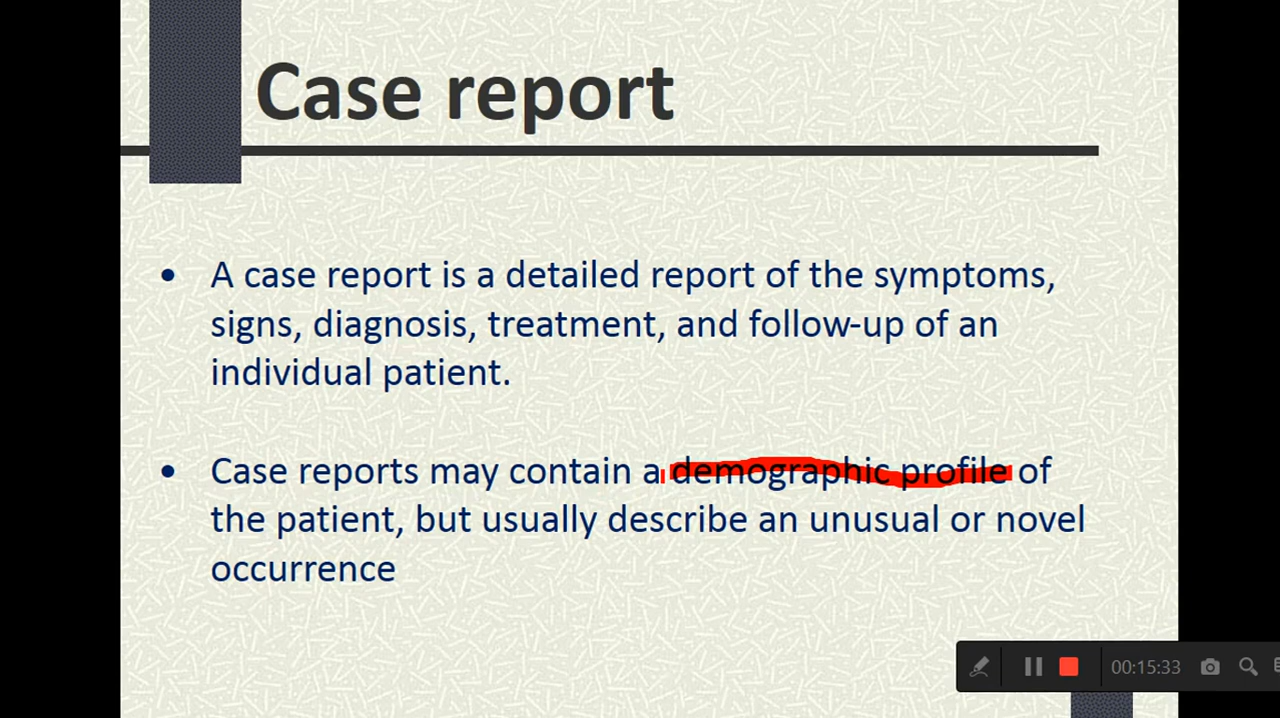 Case report
• A case report is a detailed report of the symptoms,
signs, diagnosis, treatment, and follow-up of an
individual patient.
• Case reports may contain a demographic profile of
the patient, but usually describe an unusual or novel
occurrence
00:15:33